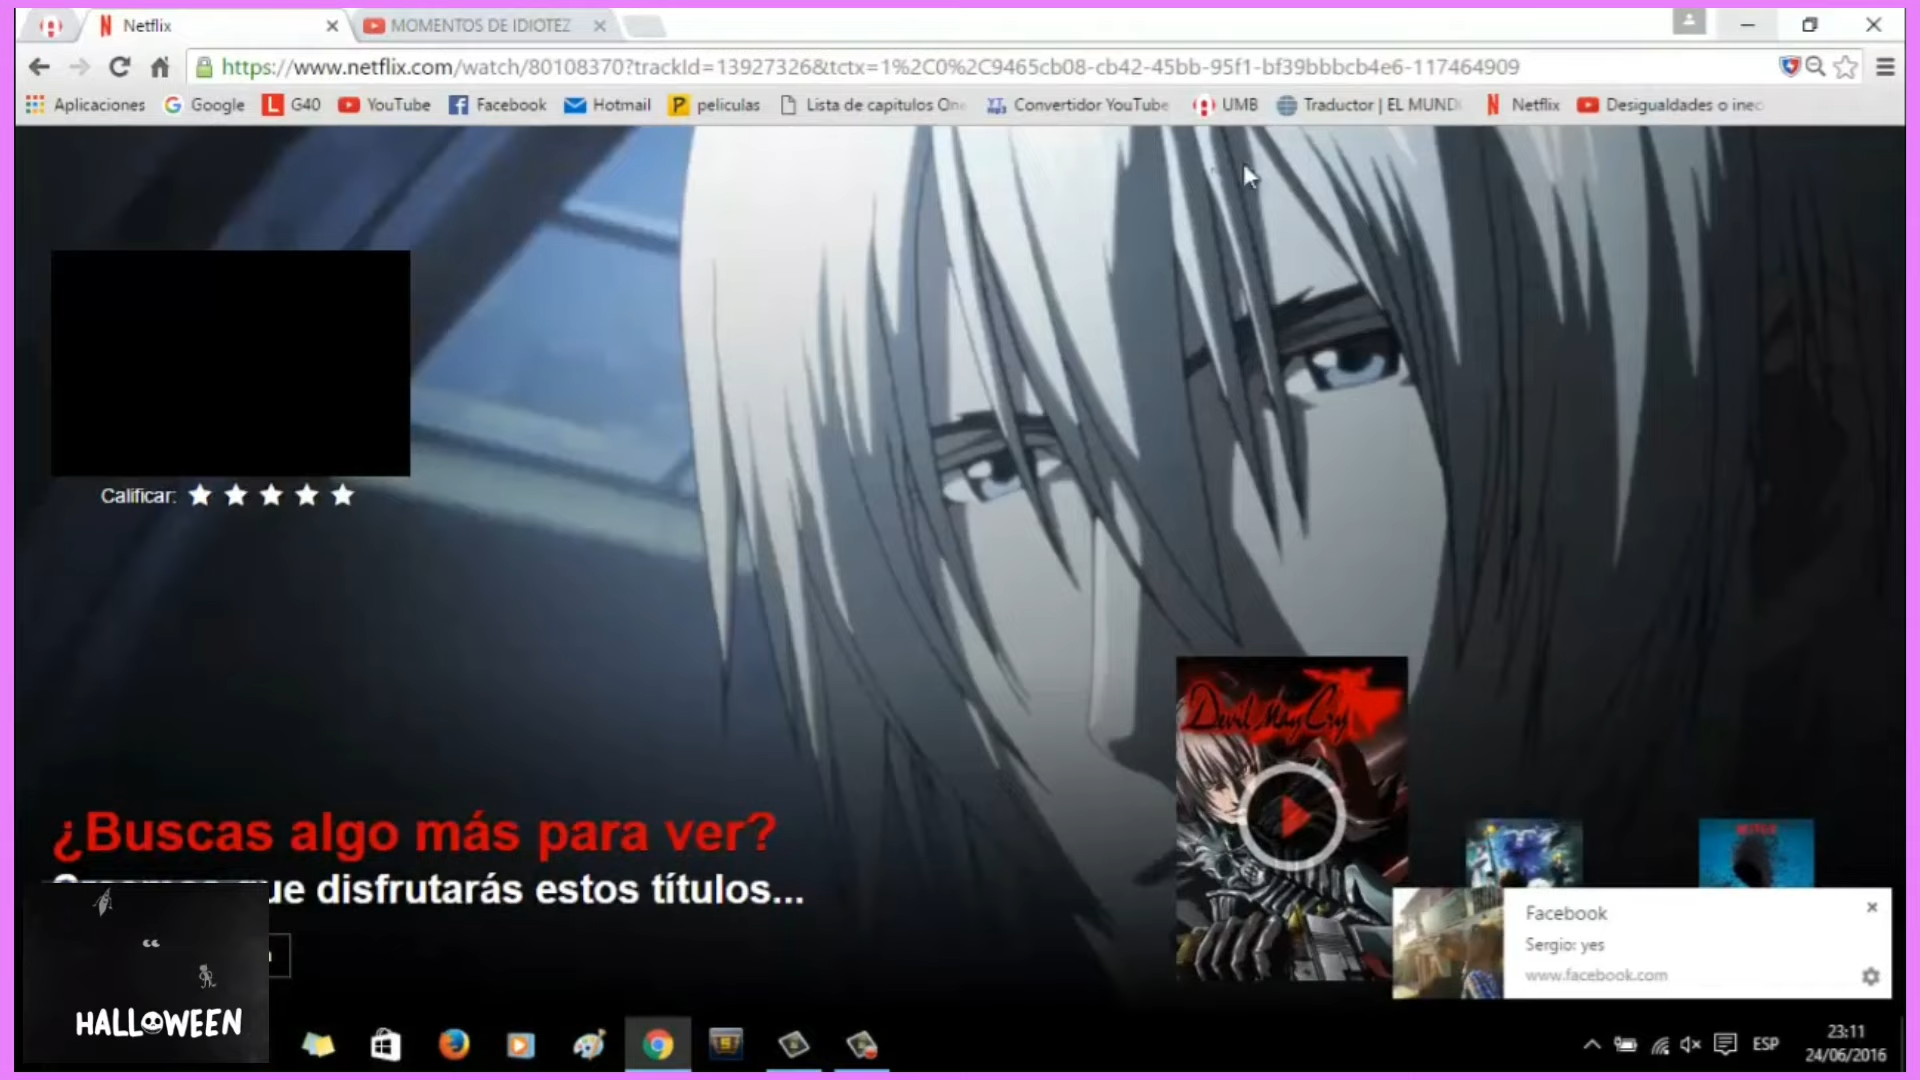 Netflix
MOMENTOS DE IDIOTEZ
https://www.netflix.com/watch/80108370?trackId=13927326&tctx=1%2C0%2C9465cb08-cb42-45bb-95f1-bf39bbbcb4e6-117464909
Aplicaciones Google G40 YouTube Facebook Hotmail peliculas Lista de capitulos One Convertidor YouTube UMB Traductor | EL MUND Netflix Desigualdades o inec
Calificar:
Devil May Cry
¿Buscas algo más para ver?
ue disfrutarás estos títulos...
HALLOWEEN
Facebook
Sergio: yes
www.facebook.com
ESP
23:11
24/06/2016